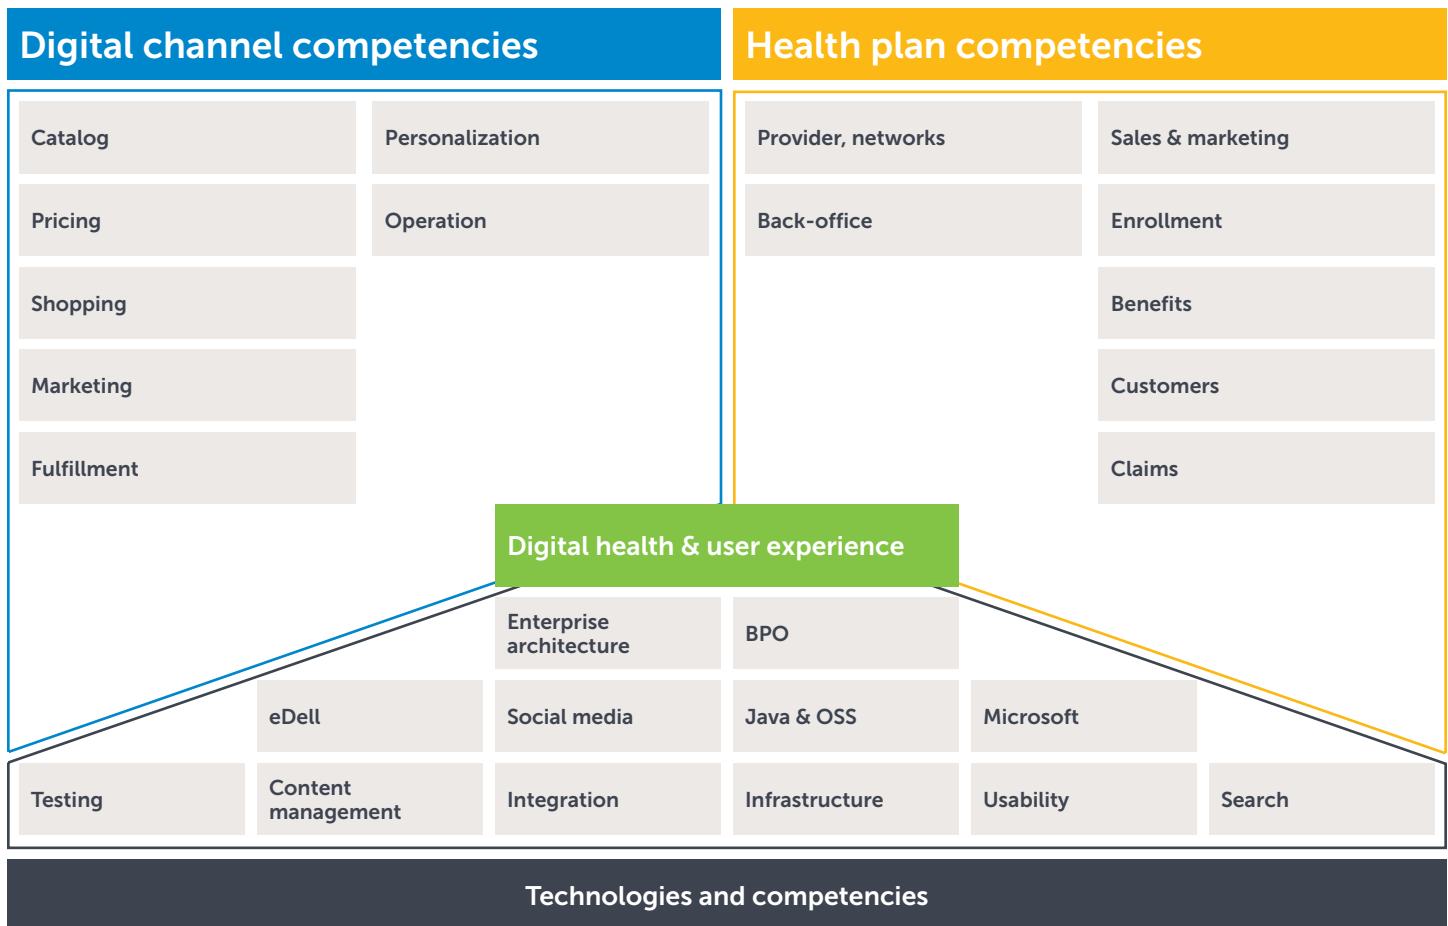 Digital channel competencies
Health plan competencies
Catalog
Personalization
Pricing
Operation
Shopping
Marketing
Fulfillment
Provider, networks
Sales & marketing
Back-office
Enrollment
Benefits
Customers
Claims
Digital health & user experience
Enterprise
architecture
BPO
eDell
Social media
Java & OSS
Microsoft
Testing
Content
management
Integration
Infrastructure
Usability
Search
Technologies and competencies